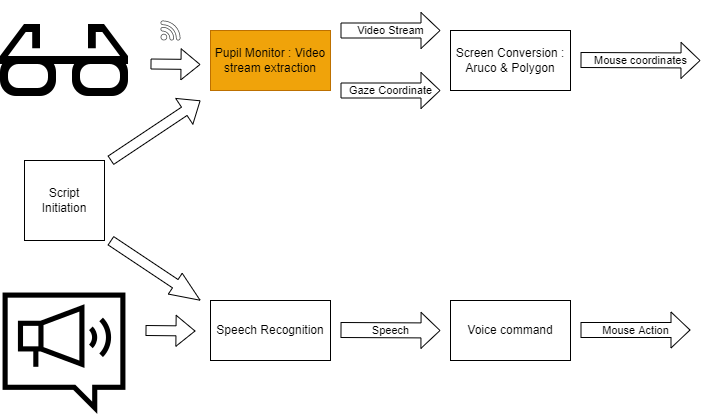 Pupil Monitor : Video
stream extraction
Video Stream
Gaze Coordinate
Screen Conversion :
Aruco & Polygon
Mouse coordinates
Script
Initiation
Speech Recognition
Speech
Voice command
Mouse Action